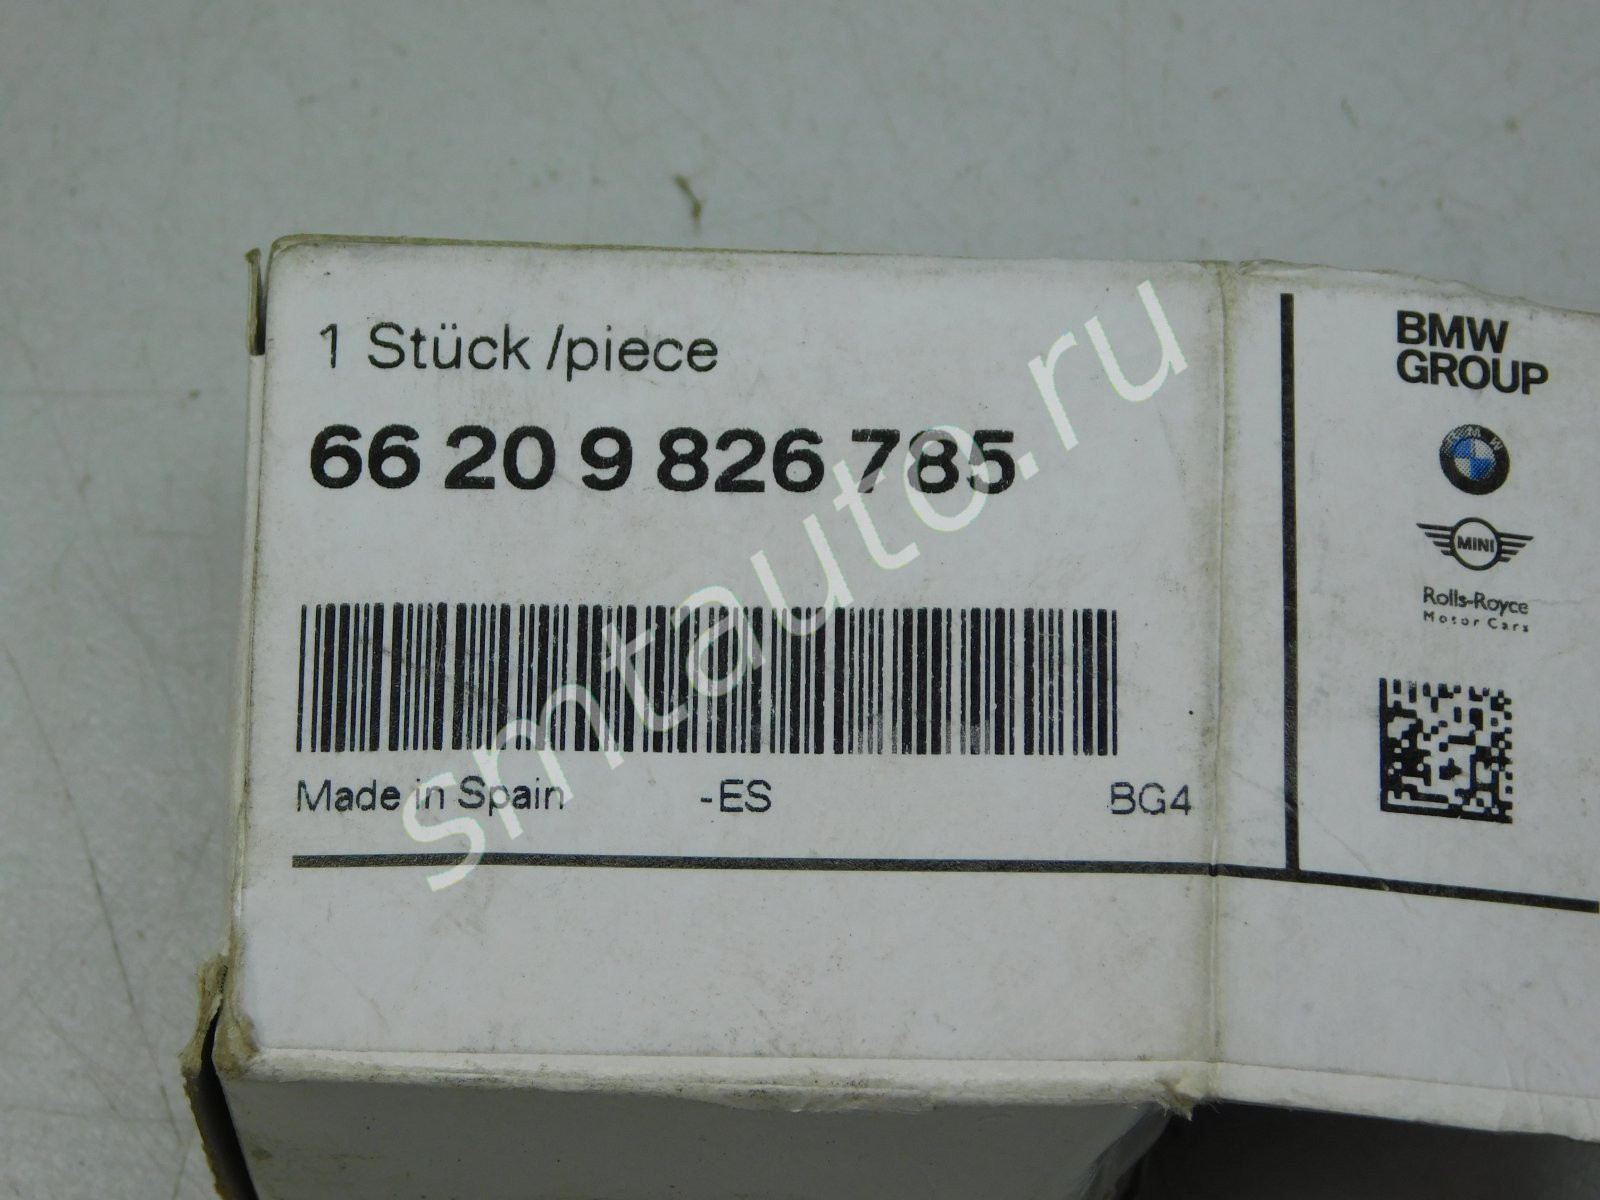 1 Stück /piece
66 20 9 826 785
Made in Spain -ES BG4
BMW
GROUP
BMW
MINI
Rolls-Royce
Motor Cars
smtauto.ru